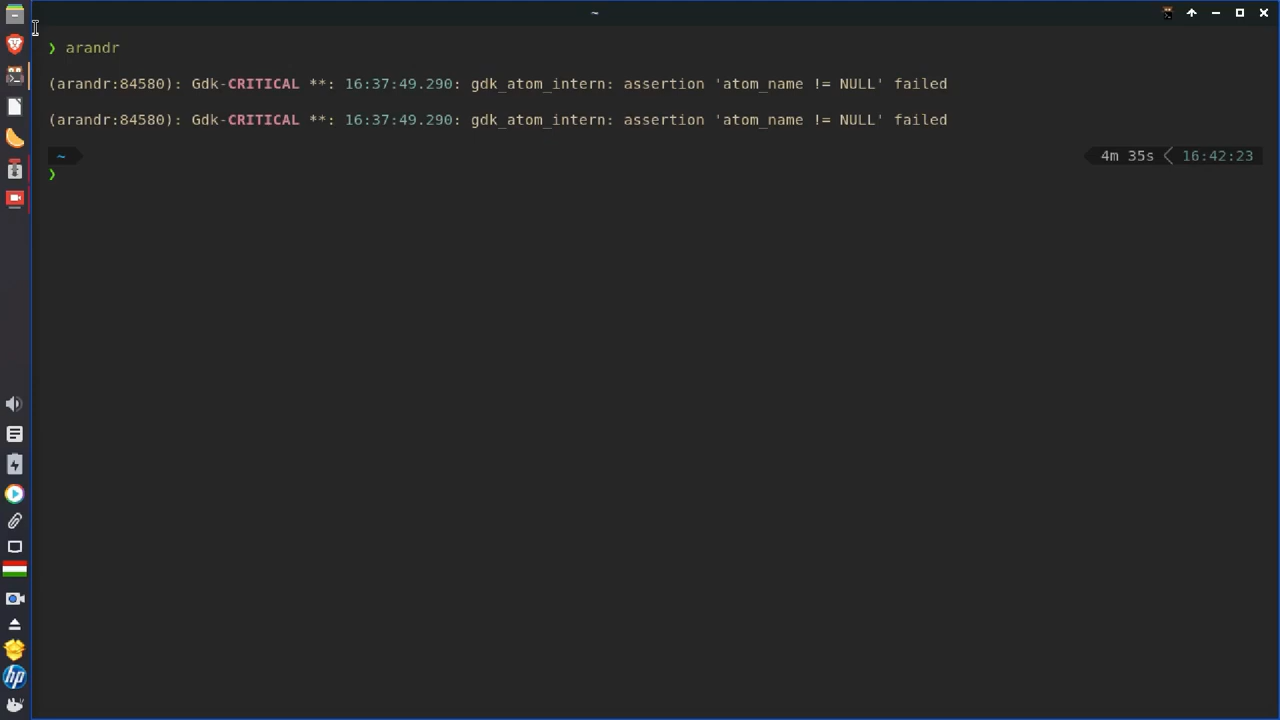 ~
❯ arandr
(arandr:84580): Gdk-CRITICAL **: 16:37:49.290: gdk_atom_intern: assertion 'atom_name != NULL' failed
(arandr:84580): Gdk-CRITICAL **: 16:37:49.290: gdk_atom_intern: assertion 'atom_name != NULL' failed
~ 4m 35s 16:42:23
❯
hp